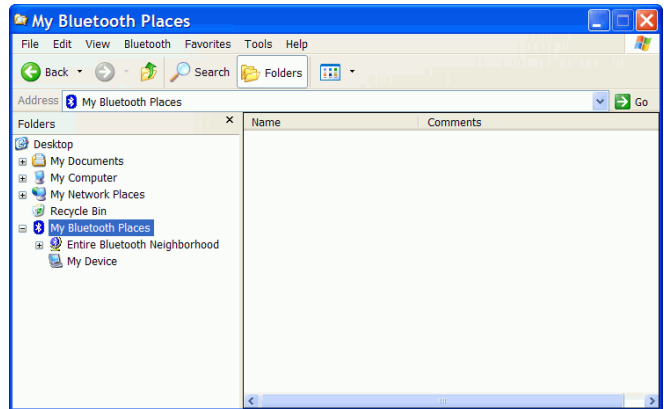 My Bluetooth Places
File Edit View Bluetooth Favorites Tools Help
Back Search Folders
Address My Bluetooth Places Go
Folders × Name Comments
Desktop
My Documents
My Computer
My Network Places
Recycle Bin
My Bluetooth Places
Entire Bluetooth Neighborhood
My Device